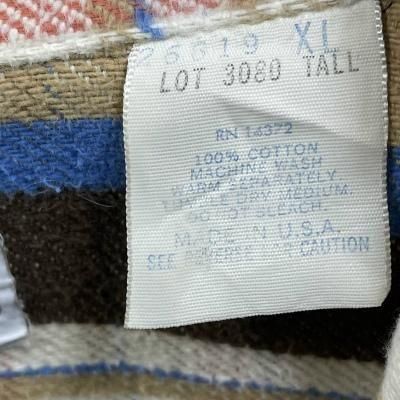 26619 XL
LOT 3080 TALL
RN 14372
100% COTTON
MACHINE WASH
WARM SEPARATELY.
TUMBLE DRY, MEDIUM.
DO NOT BLEACH.
MADE IN U.S.A.
SEE REVERSE FOR CAUTION